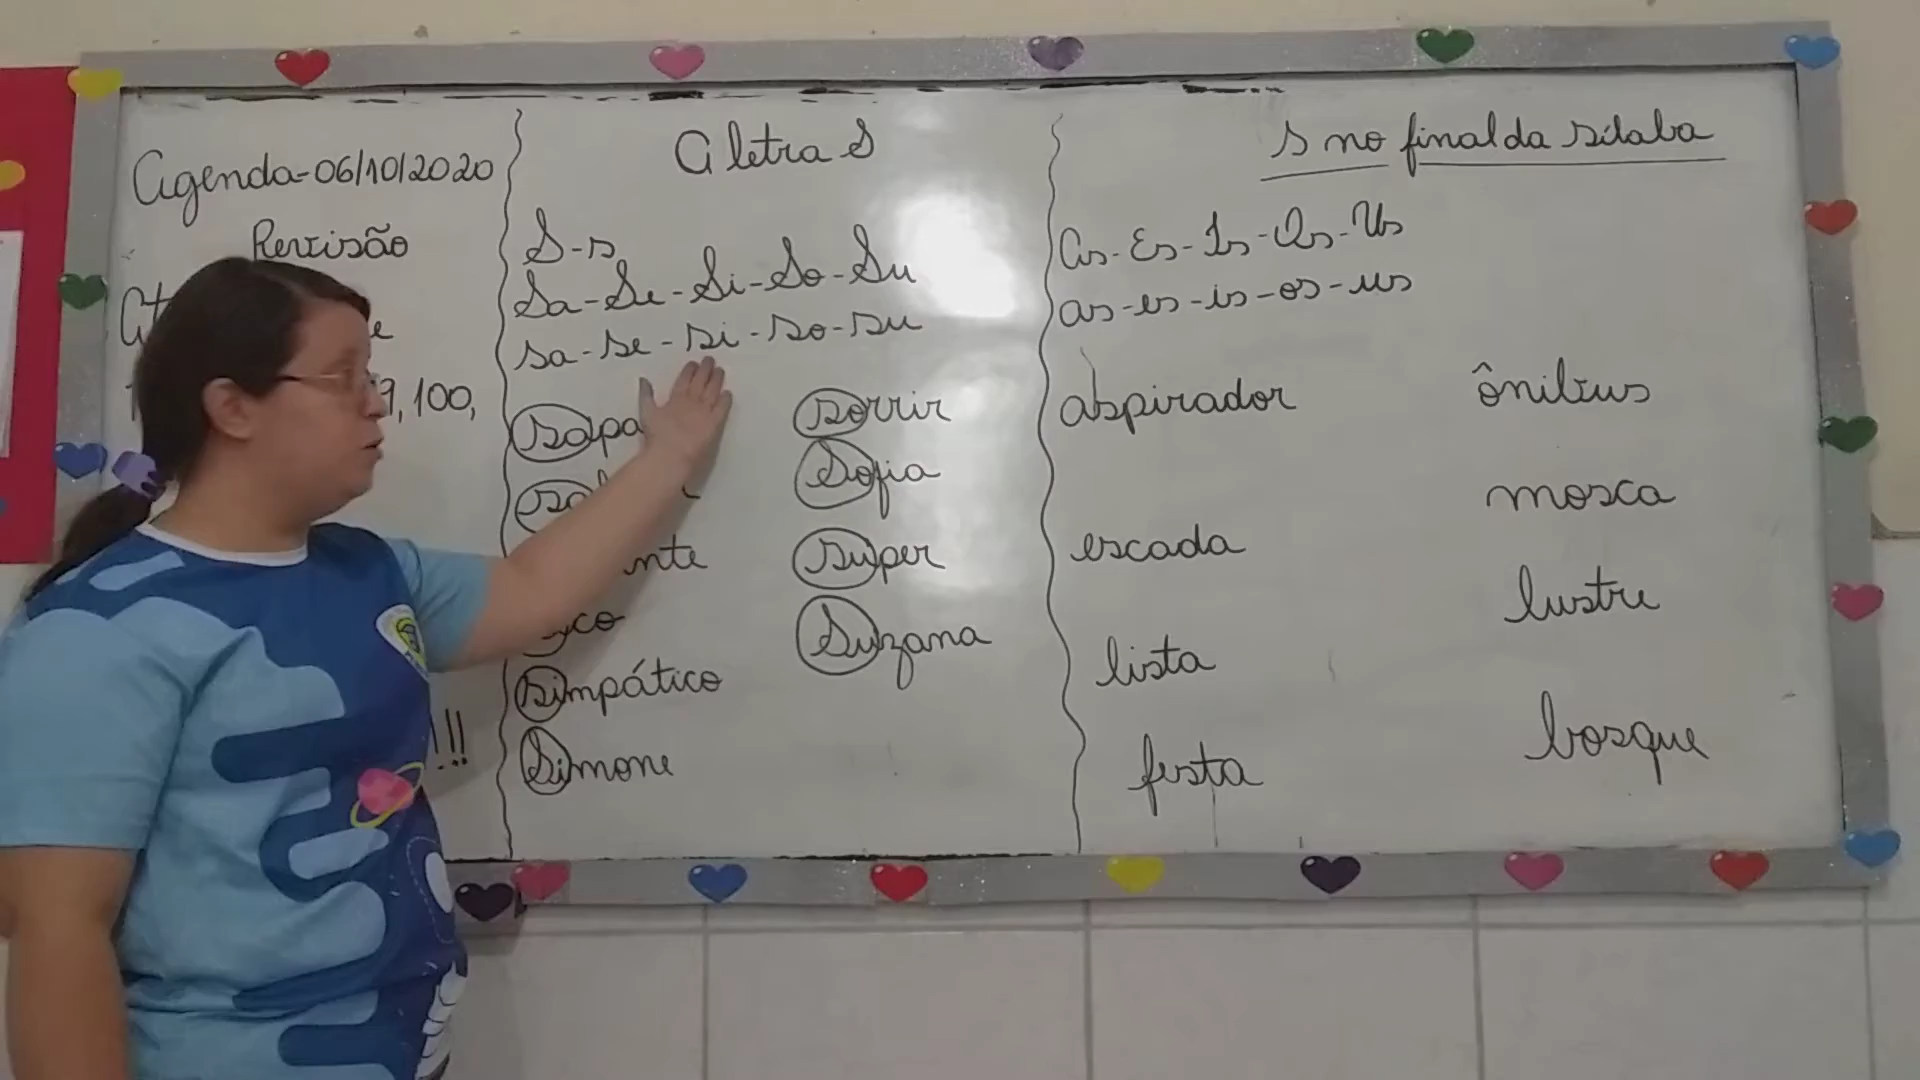 Agenda-06/10/2020
Revisão
9, 100,
!!!
A letra S
S-s
Sa-Se-Si-So-Su
sa-se-si-so-su
sapa
simpático
Simone
sorrir
Sofia
super
Suzana
S no final da sílaba
As-Es-Is-Os-Us
as-es-is-os-us
aspirador
escada
lista
festa
ônibus
mosca
lustre
bosque